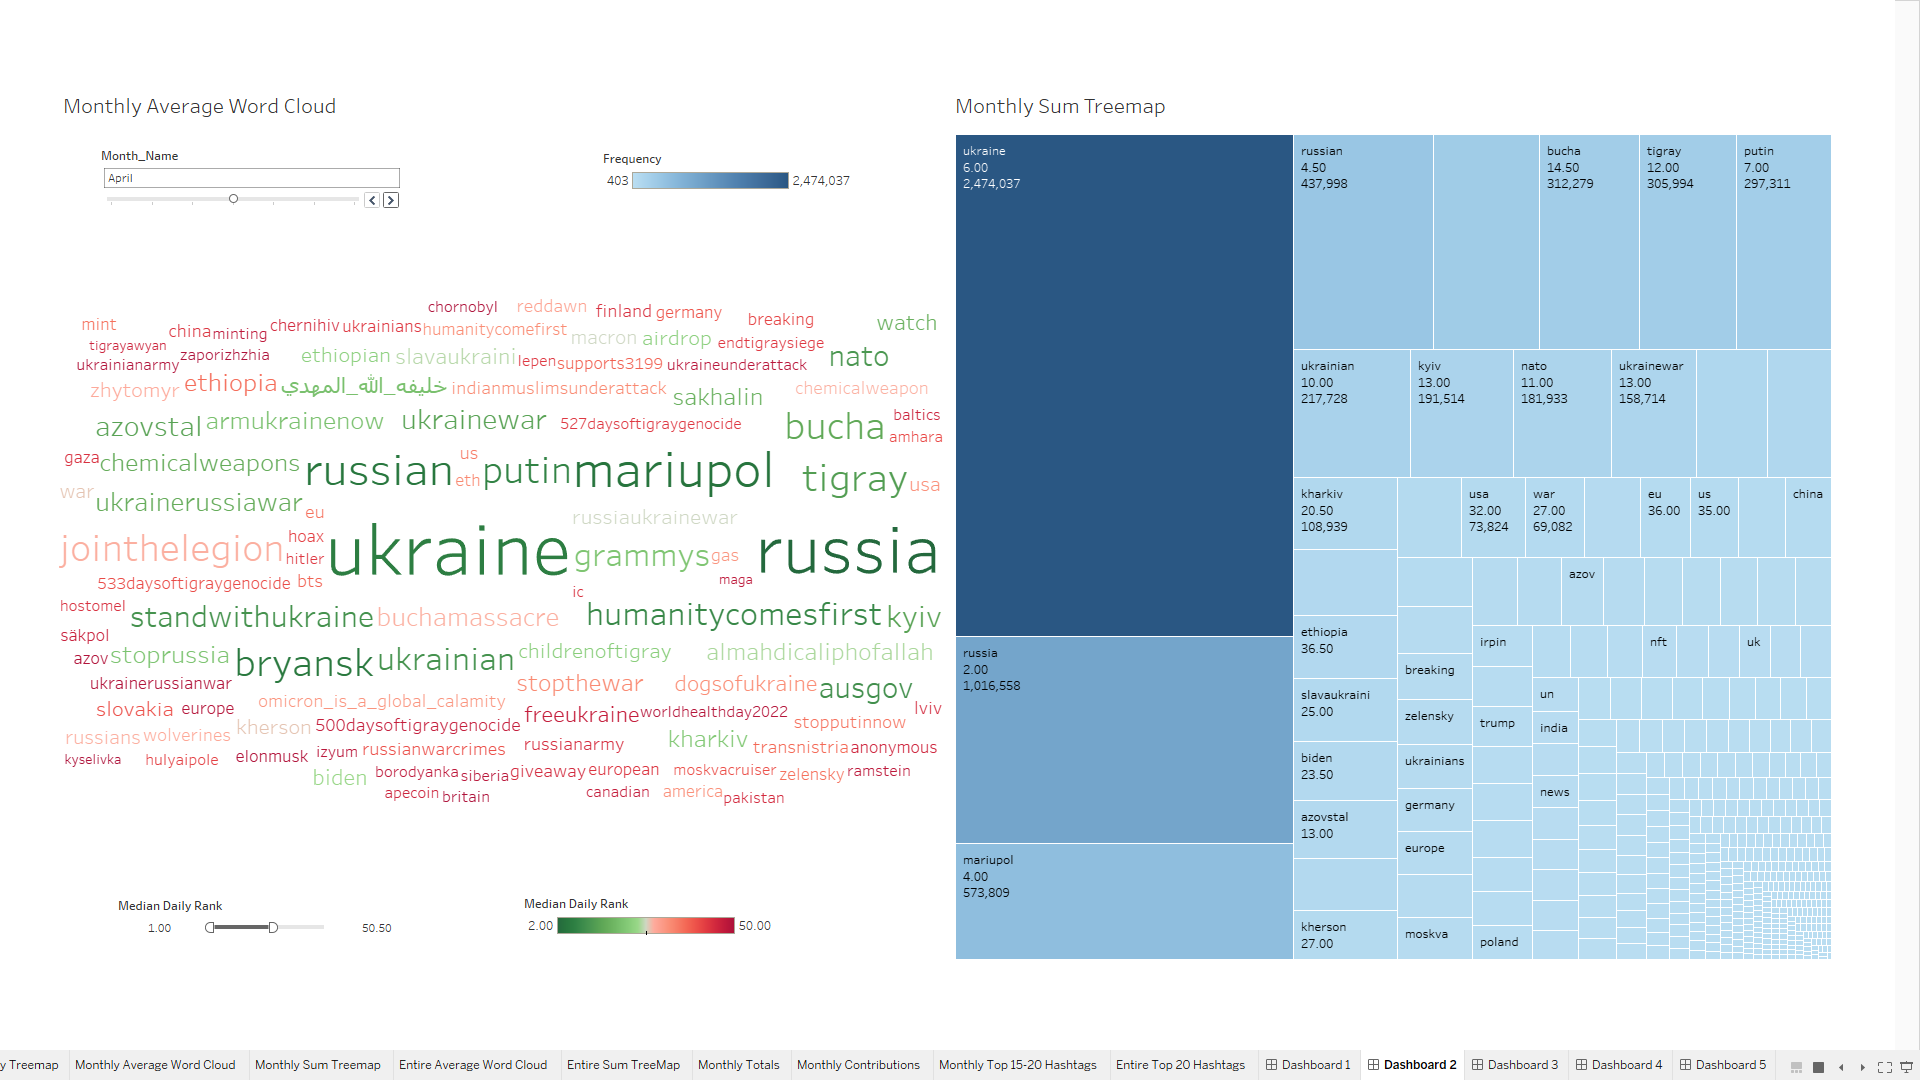 Monthly Average Word Cloud
Month_Name
April
Frequency
403 2,474,037
chornobyl reddawn finland germany
mint china minting chernihiv ukrainians humanitycomefirst macron airdrop breaking watch
tigrayawyan zaporizhzhia ethiopian slavaukraini lepen supports3199 endtigraysiege nato
ukrainianarmy ukraineunderattack
zhytomyr ethiopia خليفه_الله_المهدي indianmuslimsunderattack sakhalin chemicalweapon
azovstal armukrainenow ukrainewar 527daysoftigraygenocide bucha baltics
amhara
gaza chemicalweapons russian us putin mariupol tigray usa
eth
war ukrainerussiawar eu russiaukrainewar
jointhelegion hoax ukraine grammys gas russia
hitler
533daysoftigraygenocide bts maga
hostomel standwithukraine buchamassacre ic humanitycomesfirst kyiv
säkpol
azov stoprussia bryansk ukrainian childrenoftigray almahdicaliphofallah
ukrainerussianwar omicron_is_a_global_calamity stopthewar dogsofukraine ausgov
slovakia europe kherson 500daysoftigraygenocide freeukraine worldhealthday2022 stopputinnow lviv
russians wolverines russianwarcrimes russianarmy kharkiv transnistria anonymous
kyselivka hulyaipole elonmusk izyum
biden borodyanka siberia giveaway european moskvacruiser zelensky ramstein
apecoin britain canadian america pakistan
Median Daily Rank
1.00 50.50
Median Daily Rank
2.00 50.00
Monthly Sum Treemap
ukraine
6.00
2,474,037
russia
2.00
1,016,558
mariupol
4.00
573,809
russian
4.50
437,998
bucha
14.50
312,279
tigray
12.00
305,994
putin
7.00
297,311
ukrainian
10.00
217,728
kyiv
13.00
191,514
nato
11.00
181,933
ukrainewar
13.00
158,714
kharkiv
20.50
108,939
usa
32.00
73,824
war
27.00
69,082
eu
36.00
us
35.00
china
ethiopia
36.50
slavaukraini
25.00
biden
23.50
azovstal
13.00
kherson
27.00
breaking
zelensky
ukrainians
germany
europe
moskva
azov
irpin
trump
poland
nft
uk
un
india
news
y Treemap Monthly Average Word Cloud Monthly Sum Treemap Entire Average Word Cloud Entire Sum TreeMap Monthly Totals Monthly Contributions Monthly Top 15-20 Hashtags Entire Top 20 Hashtags Dashboard 1 Dashboard 2 Dashboard 3 Dashboard 4 Dashboard 5